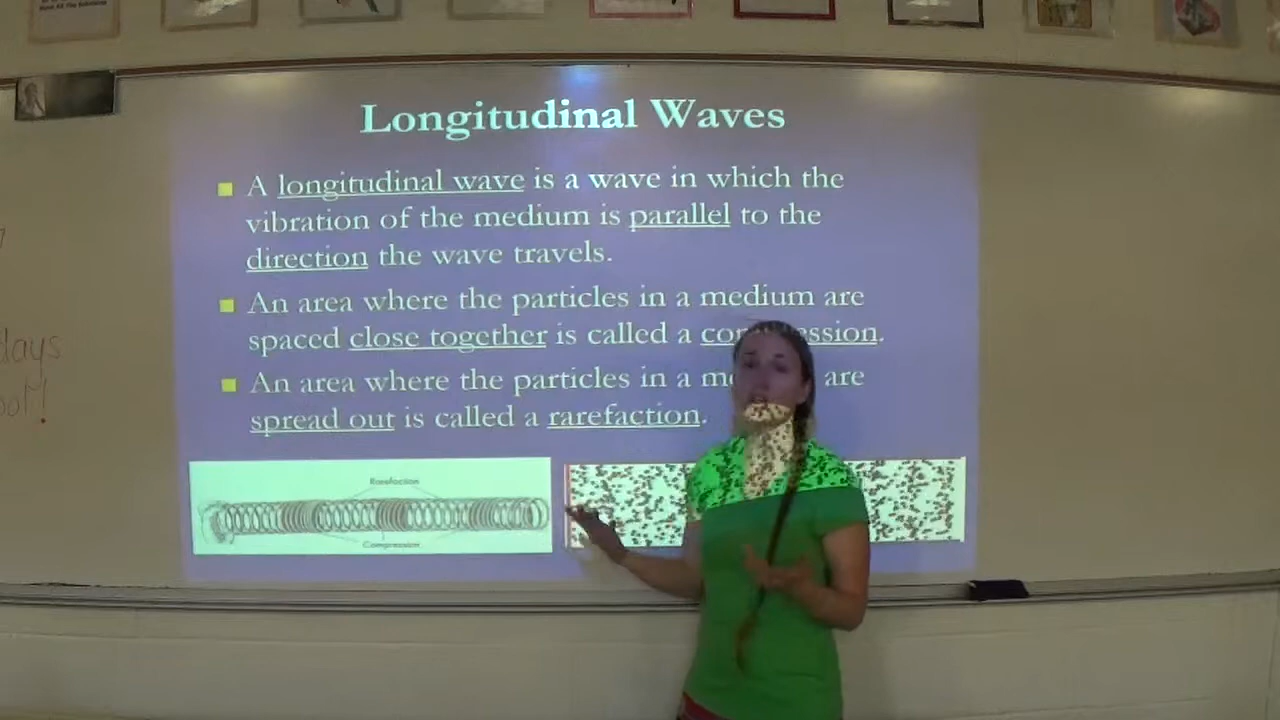 Longitudinal Waves
A longitudinal wave is a wave in which the
vibration of the medium is parallel to the
direction the wave travels.
An area where the particles in a medium are
spaced close together is called a
An area where the particles in a are
spread out is called a rarefaction.
Rarefaction
Compression
days